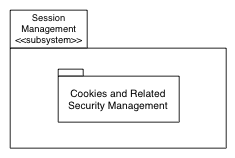 Session
Management
<<subsystem>>
Cookies and Related
Security Management